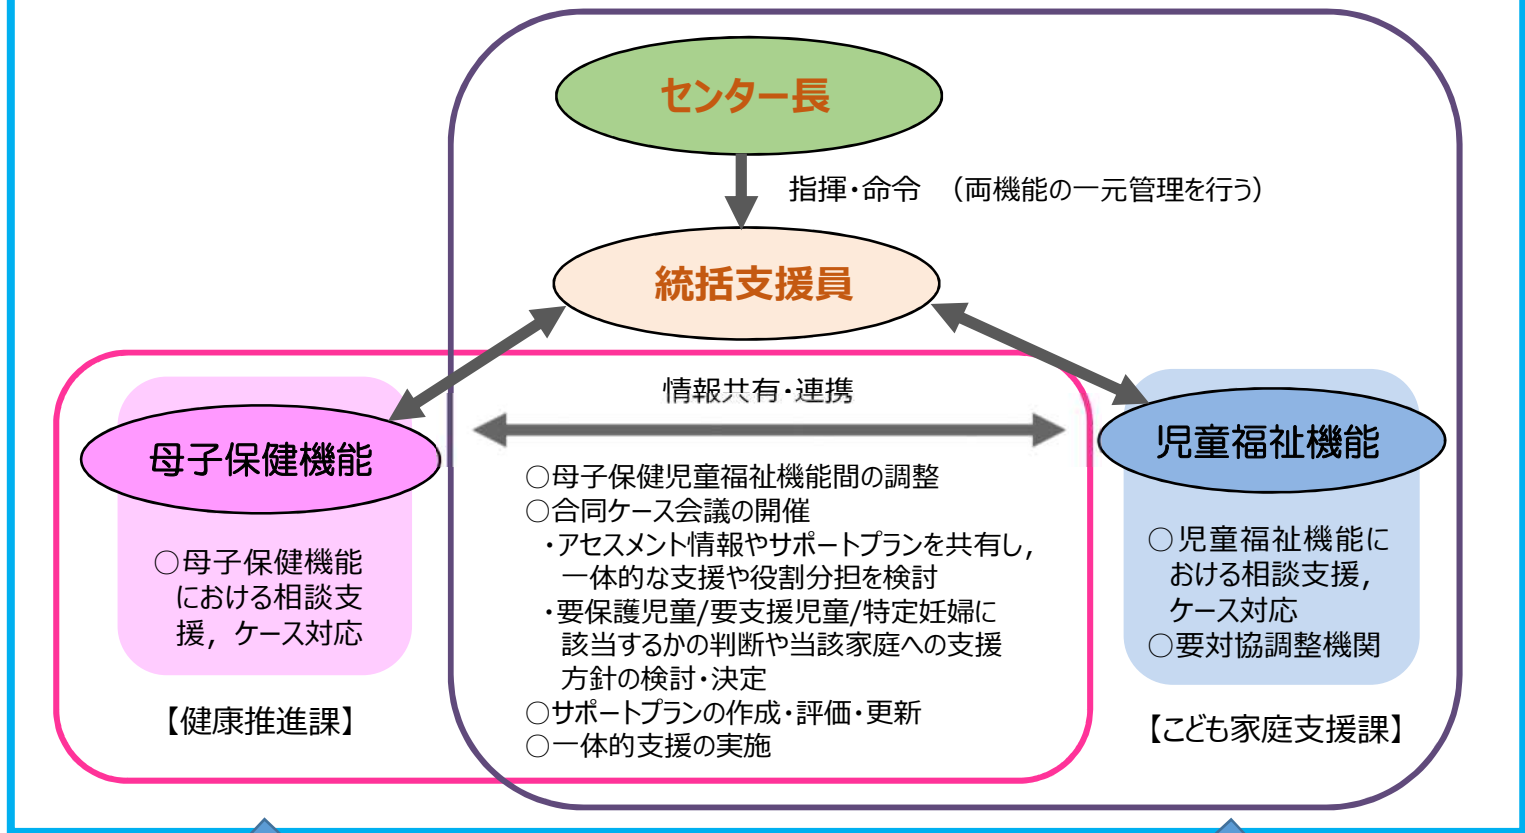 センター長
指揮・命令　（両機能の一元管理を行う）
統括支援員
情報共有・連携
母子保健機能
○母子保健機能
における相談支
援，ケース対応
【健康推進課】
○母子保健児童福祉機能間の調整
○合同ケース会議の開催
・アセスメント情報やサポートプランを共有し，
一体的な支援や役割分担を検討
・要保護児童/要支援児童/特定妊婦に
該当するかの判断や当該家庭への支援
方針の検討・決定
○サポートプランの作成・評価・更新
○一体的支援の実施
児童福祉機能
○児童福祉機能に
おける相談支援，
ケース対応
○要対協調整機関
【こども家庭支援課】